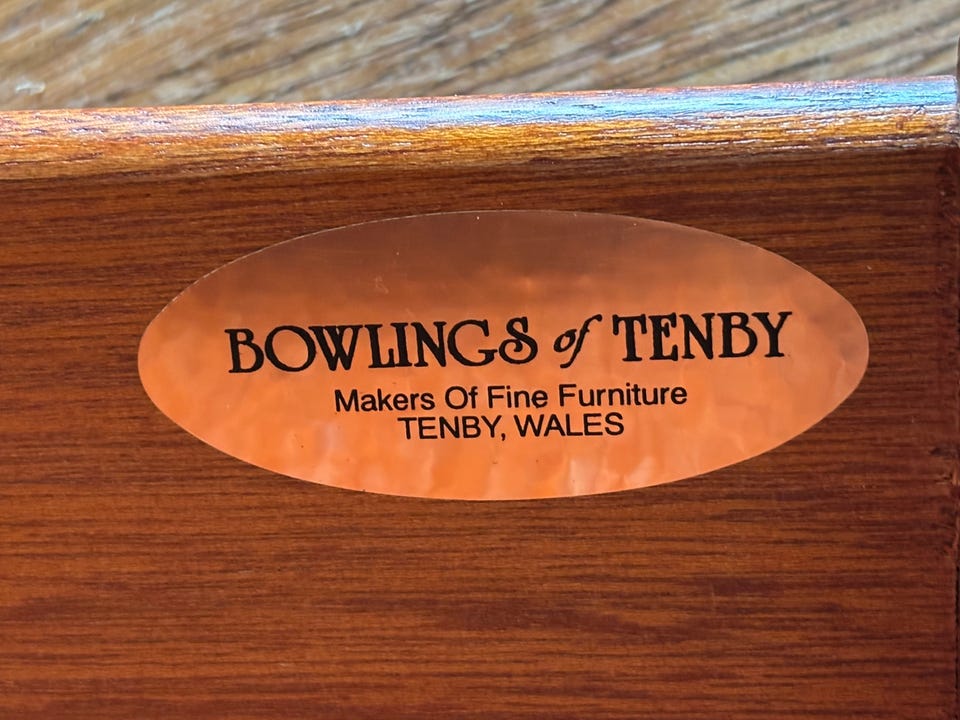 BOWLINGS of TENBY
Makers Of Fine Furniture
TENBY, WALES